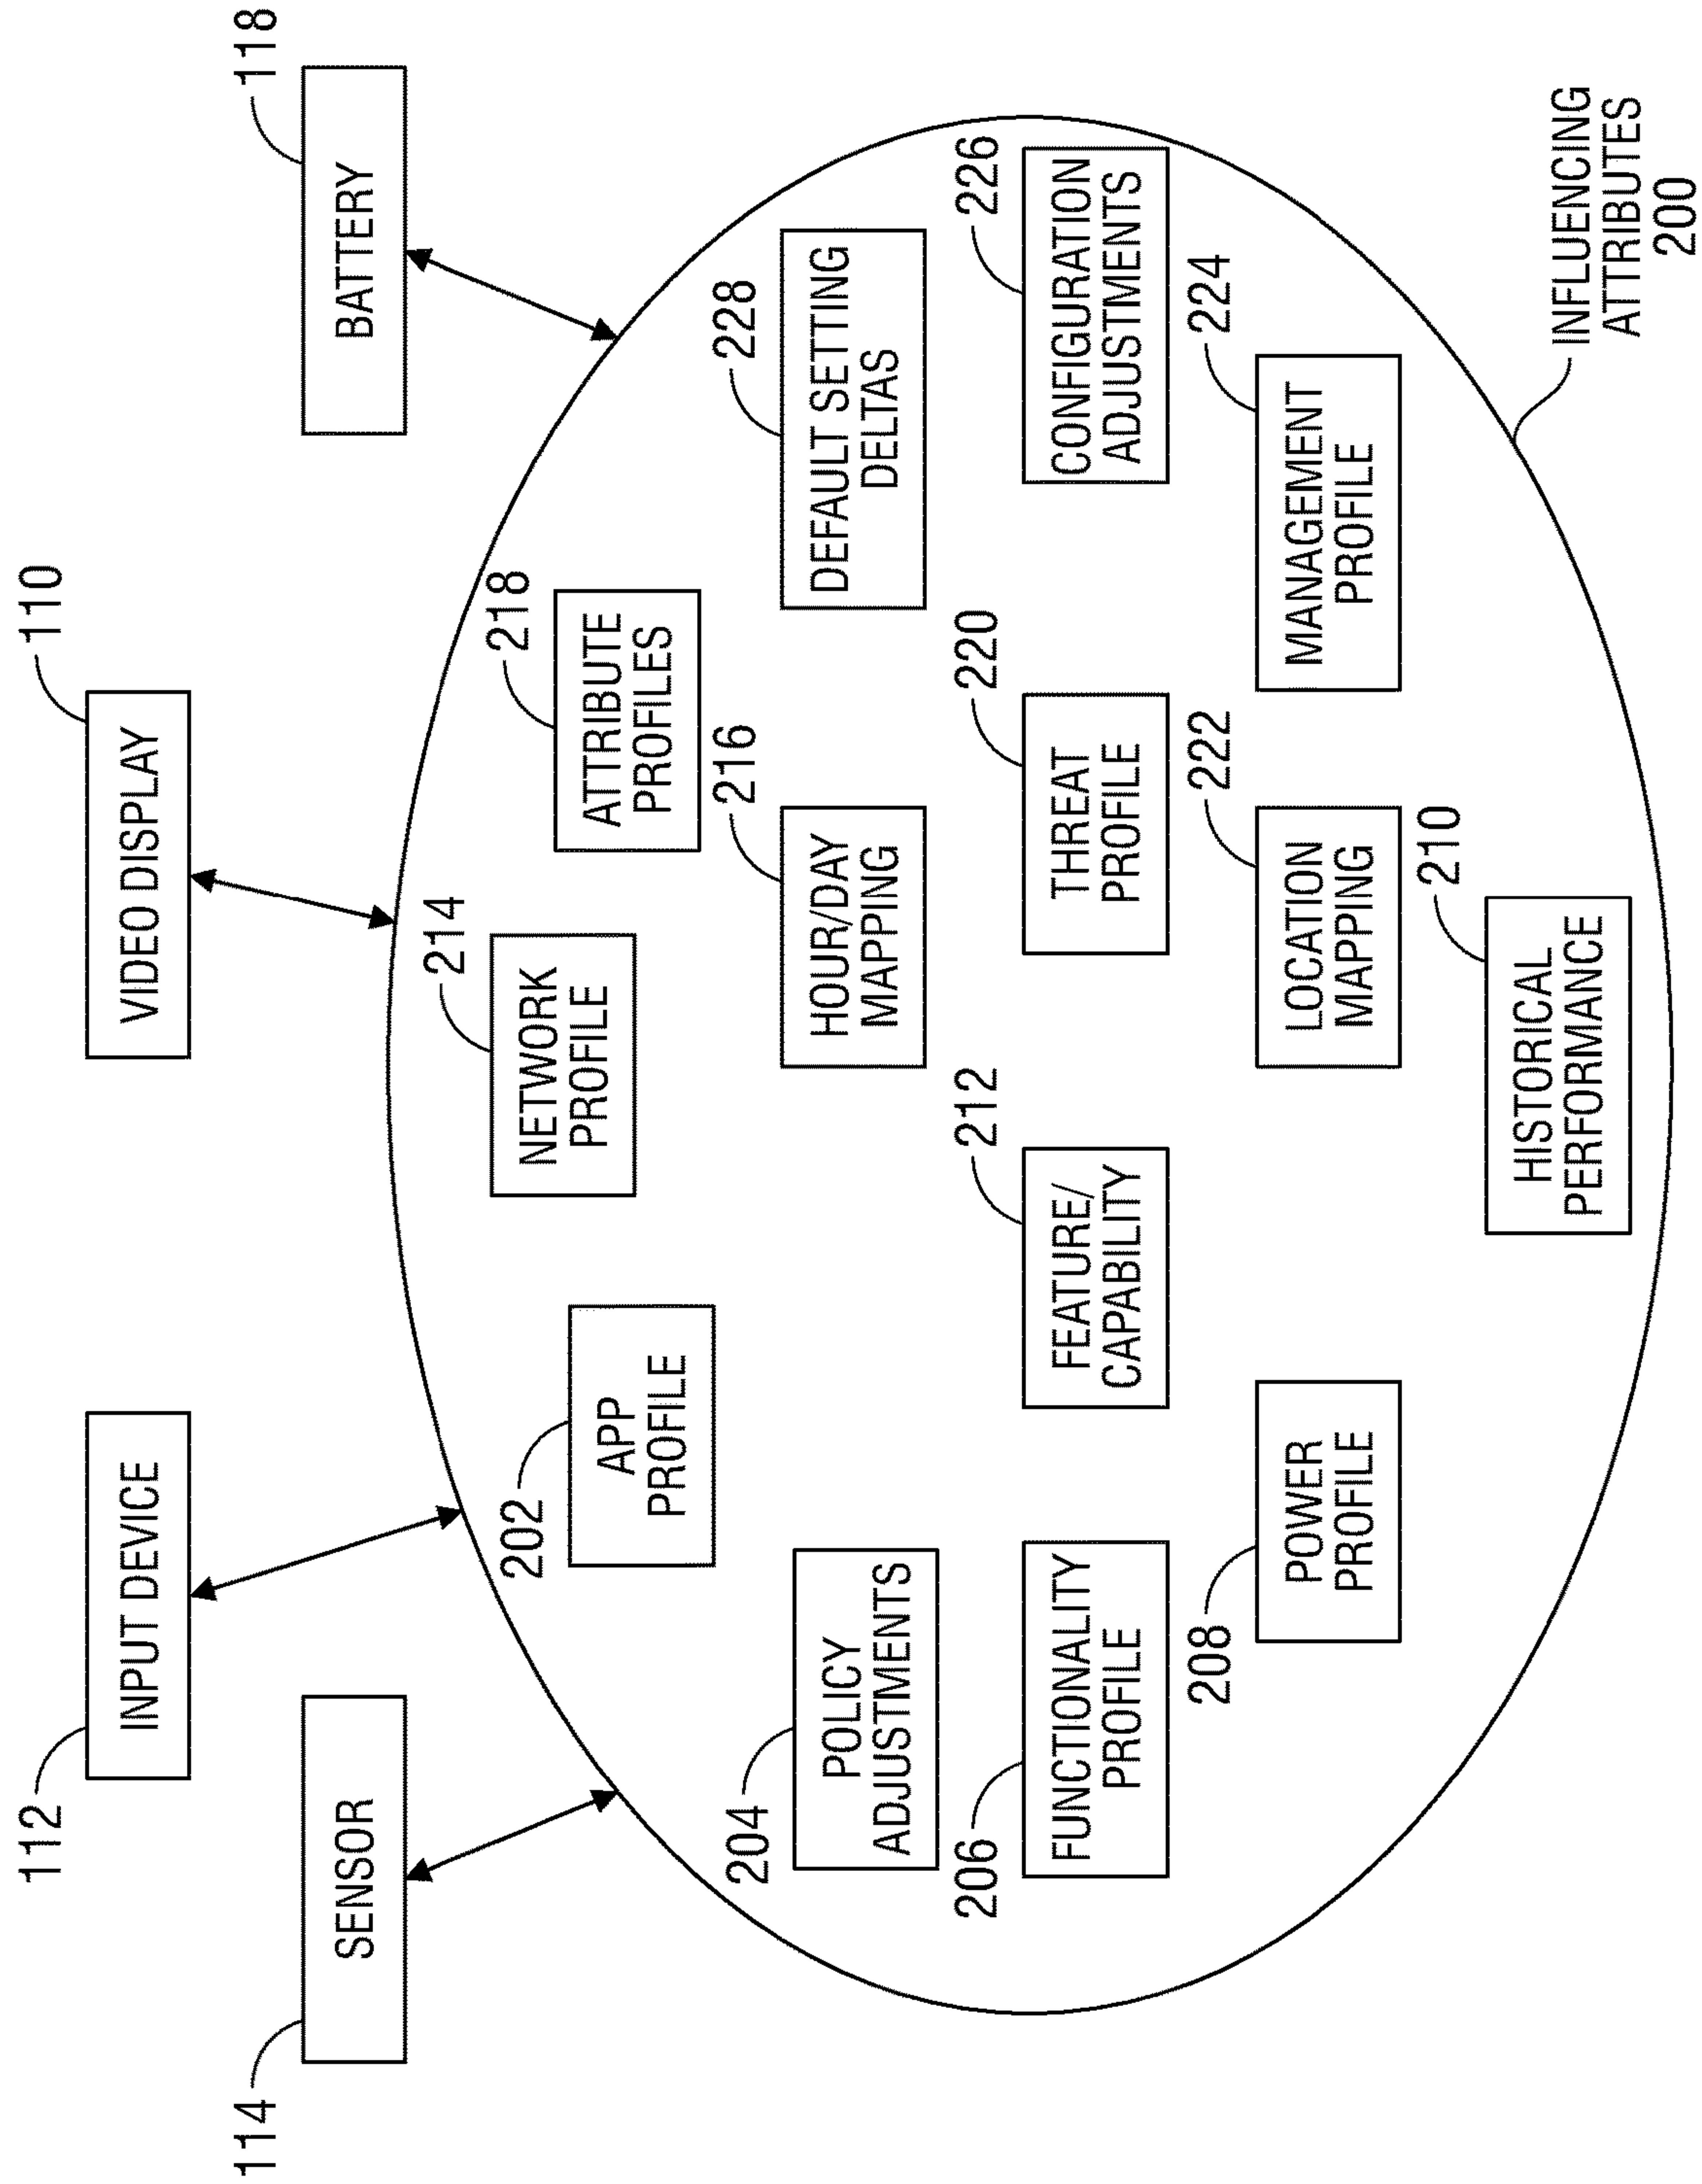 112
INPUT DEVICE
110
VIDEO DISPLAY
114
SENSOR
118
BATTERY
202
APP
PROFILE
214
NETWORK
PROFILE
218
ATTRIBUTE
PROFILES
204
POLICY
ADJUSTMENTS
216
HOUR/DAY
MAPPING
228
DEFAULT SETTING
DELTAS
206
FUNCTIONALITY
PROFILE
212
FEATURE/
CAPABILITY
220
THREAT
PROFILE
226
CONFIGURATION
ADJUSTMENTS
208
POWER
PROFILE
222
LOCATION
MAPPING
224
MANAGEMENT
PROFILE
210
HISTORICAL
PERFORMANCE
INFLUENCING
ATTRIBUTES
200